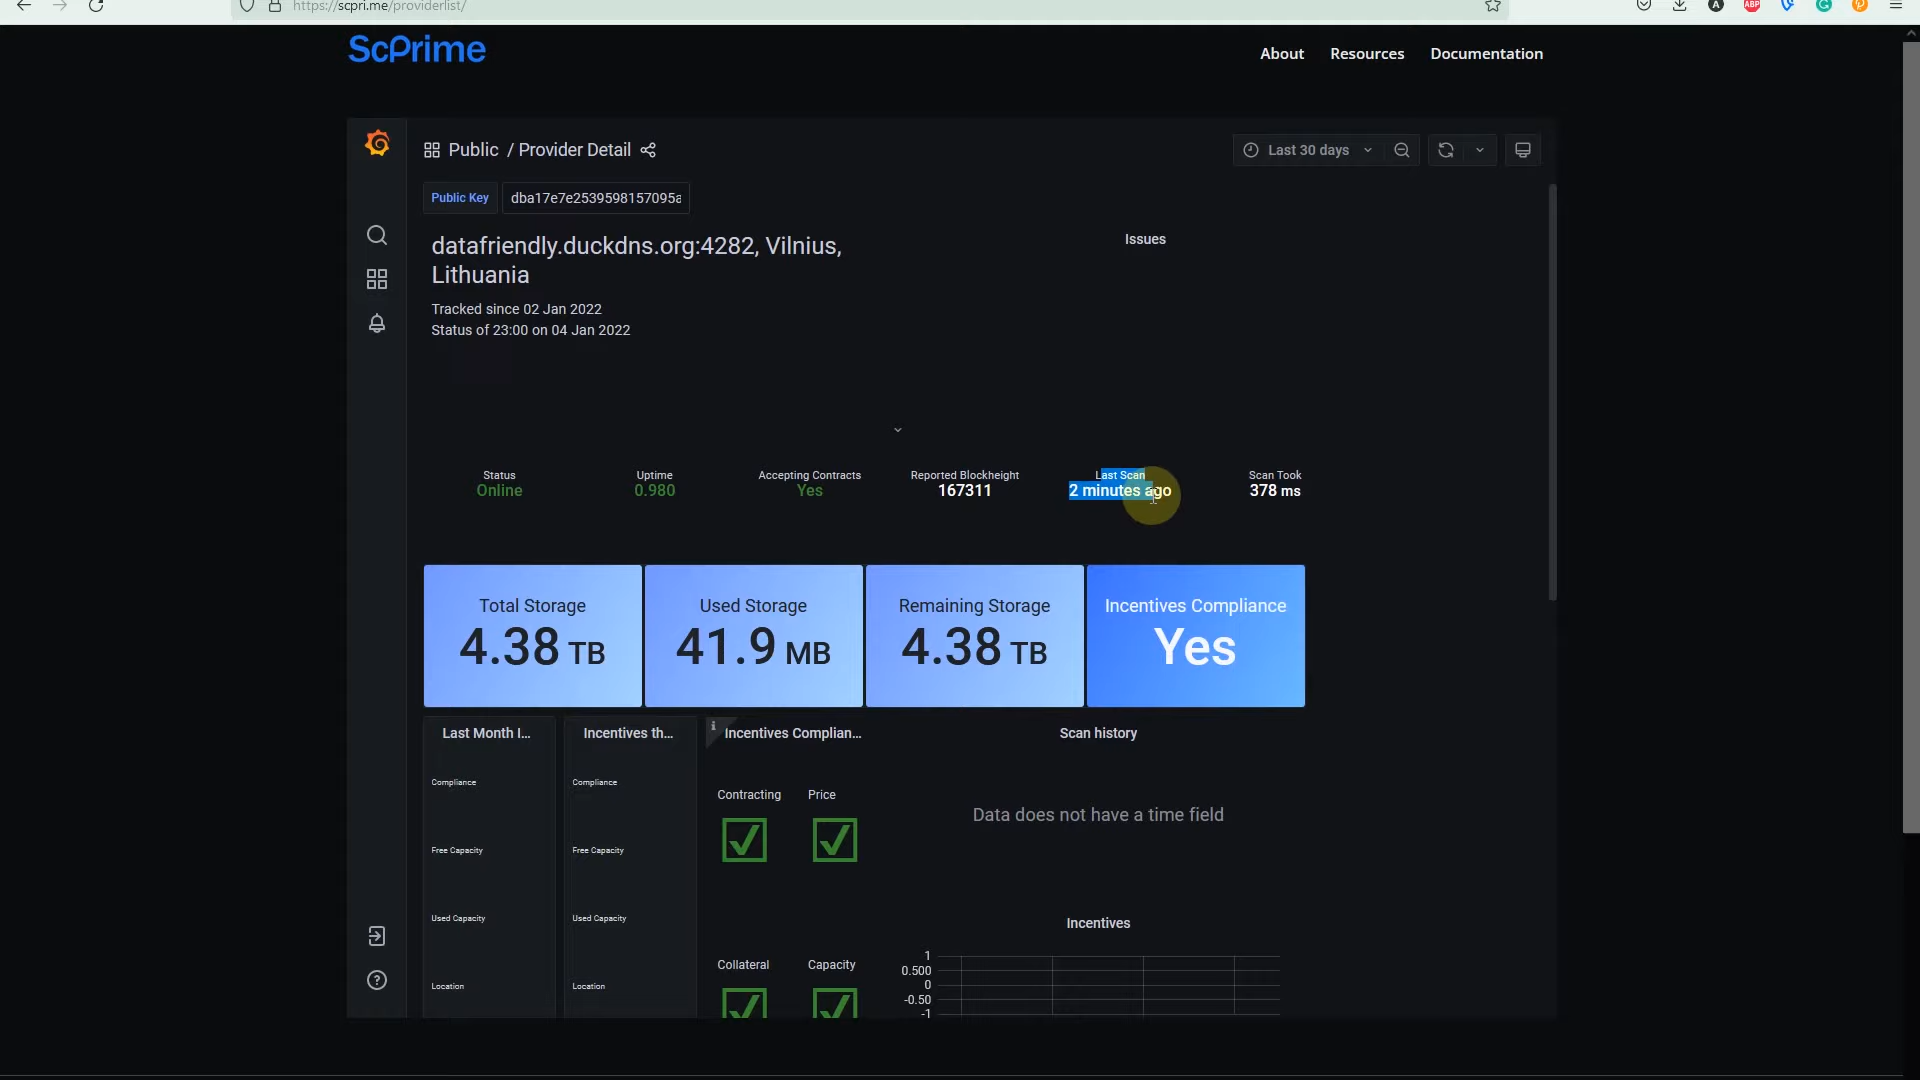 https://scpri.me/providerlist/
ScPrime
About Resources Documentation
Public / Provider Detail
Last 30 days
Public Key dba17e7e2539598157095a
datafriendly.duckdns.org:4282, Vilnius,
Lithuania
Issues
Tracked since 02 Jan 2022
Status of 23:00 on 04 Jan 2022
Status Uptime Accepting Contracts Reported Blockheight Last Scan Scan Took
Online 0.980 Yes 167311 2 minutes ago 378 ms
Total Storage Used Storage Remaining Storage Incentives Compliance
4.38 TB 41.9 MB 4.38 TB Yes
Last Month I... Incentives th... Incentives Complian... Scan history
Compliance Compliance
Contracting Price
Data does not have a time field
Free Capacity Free Capacity
Used Capacity Used Capacity
Incentives
Collateral Capacity
Location Location
1
0.500
0
-0.50
-1